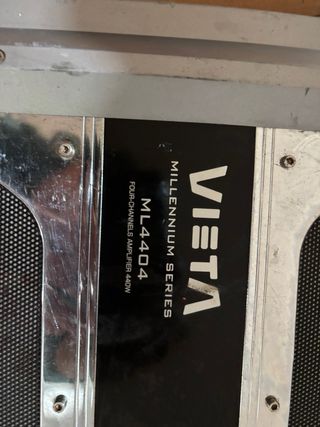 VIETA
MILLENNIUM SERIES
ML4404
FOUR-CHANNELS AMPLIFIER 440W